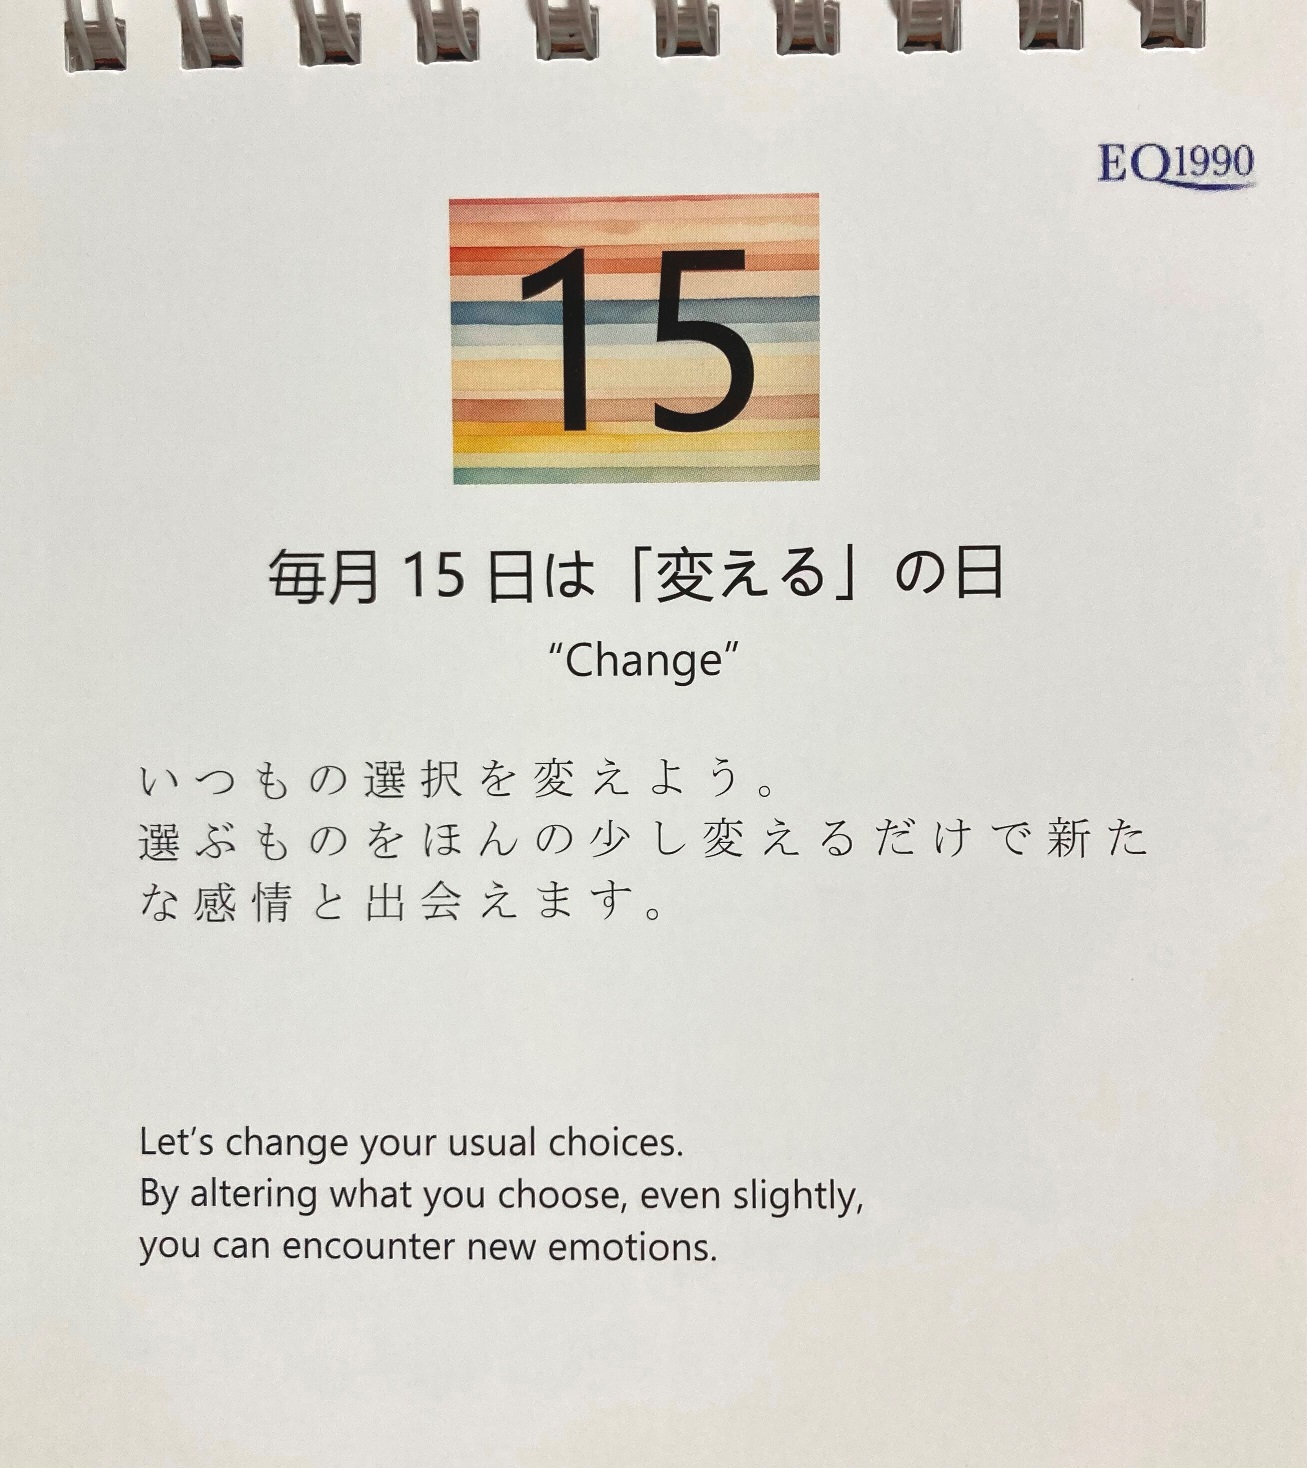 EQ1990
15
毎月 15 日は「変える」の日
“Change”
いつもの選択を変えよう。
選ぶものをほんの少し変えるだけで新た
な感情と出会えます。
Let’s change your usual choices.
By altering what you choose, even slightly,
you can encounter new emotions.